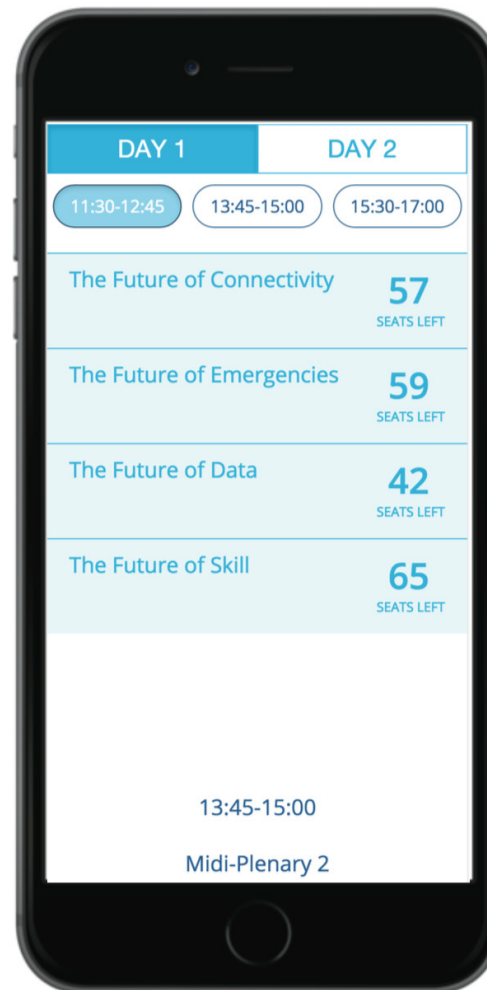 DAY 1 DAY 2
11:30-12:45 13:45-15:00 15:30-17:00
The Future of Connectivity 57
SEATS LEFT
The Future of Emergencies 59
SEATS LEFT
The Future of Data 42
SEATS LEFT
The Future of Skill 65
SEATS LEFT
13:45-15:00
Midi-Plenary 2